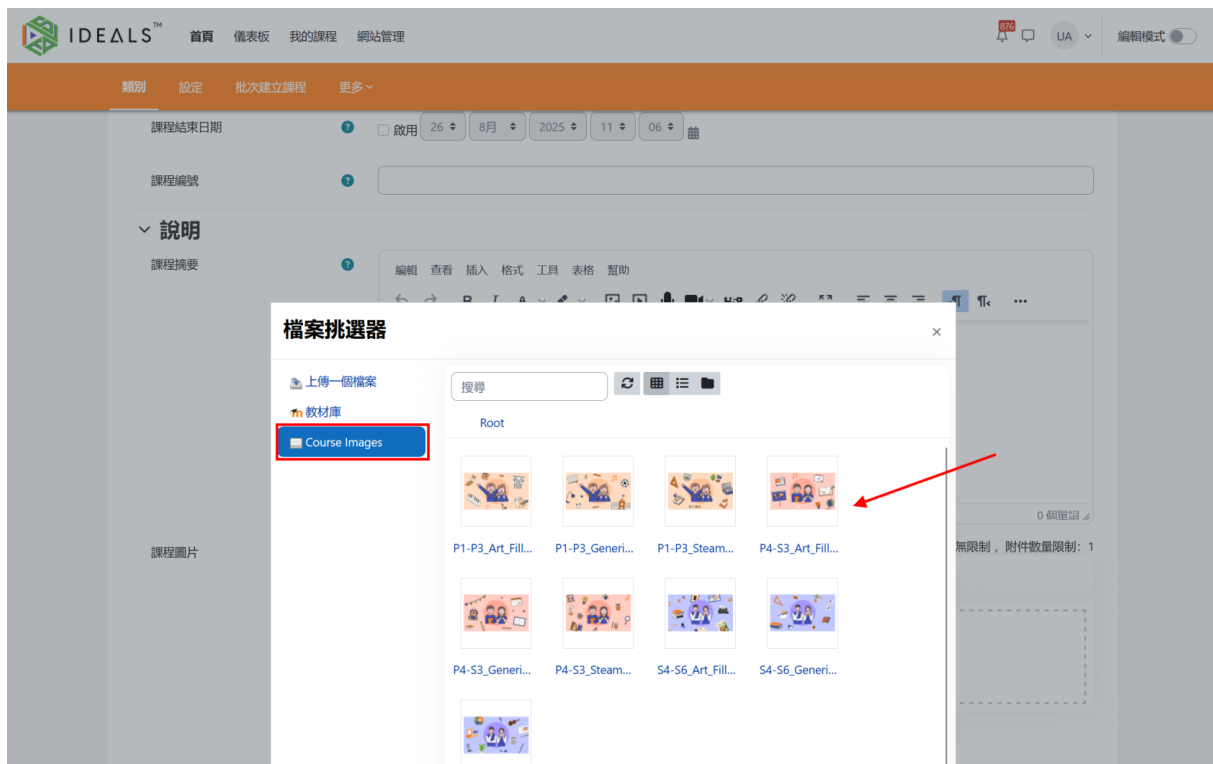 IDEΔLS™ 首頁 儀表板 我的課程 網站管理 876 UA 編輯模式
類別 設定 批次建立課程 更多
課程結束日期 ? 啟用 26 8月 2025 11 06
課程編號 ?
說明
課程摘要 ?
編輯 查看 插入 格式 工具 表格 幫助
B I A H-P ¶ ¶ •••
檔案挑選器 ×
上傳一個檔案
搜尋
教材庫
Root
Course Images
0 個單詞
課程圖片
無限制 ，附件數量限制：1
P1-P3_Art_Fill... P1-P3_Generi... P1-P3_Steam... P4-S3_Art_Fill...
P4-S3_Generi... P4-S3_Steam... S4-S6_Art_Fill... S4-S6_Generi...